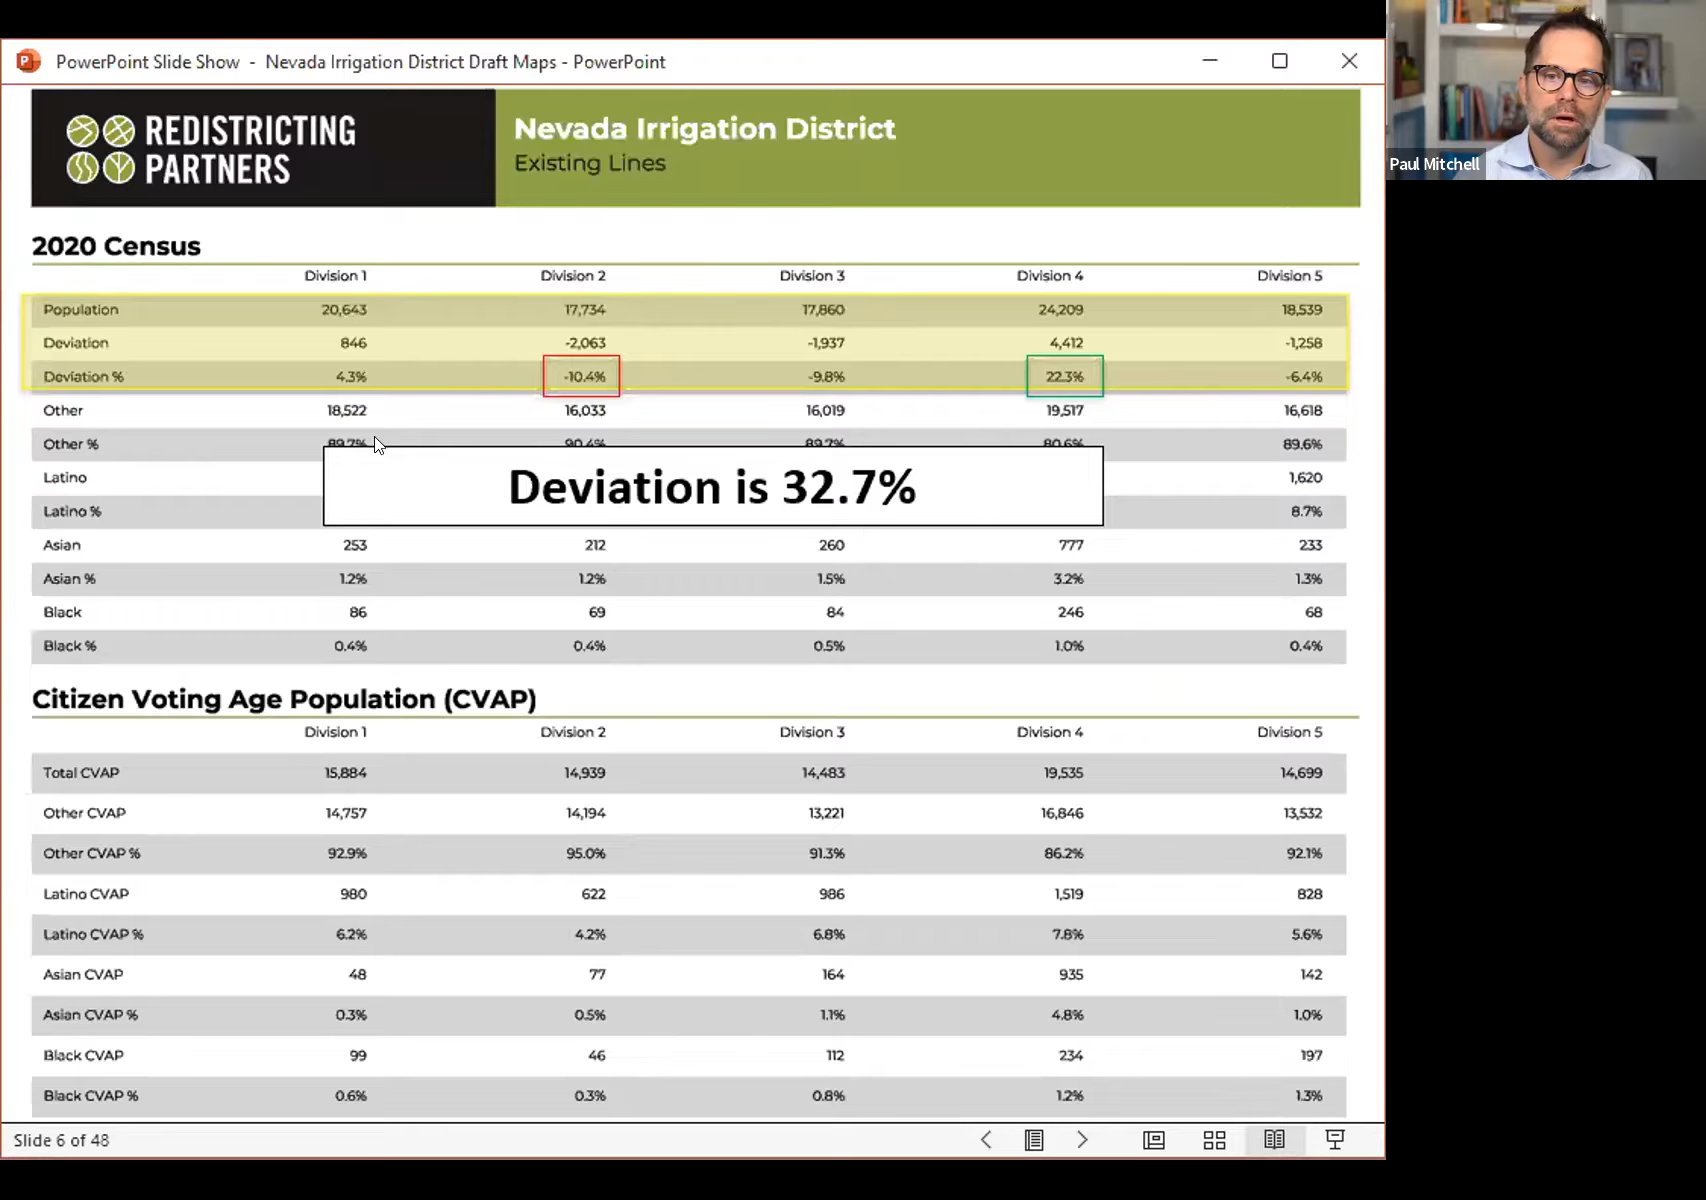 PowerPoint Slide Show - Nevada Irrigation District Draft Maps - PowerPoint
Paul Mitchell
REDISTRICTING
PARTNERS
Nevada Irrigation District
Existing Lines
2020 Census
Division 1 Division 2 Division 3 Division 4 Division 5
Population 20,643 17,734 17,860 24,209 18,539
Deviation 846 -2,063 -1,937 4,412 -1,258
Deviation % 4.3% -10.4% -9.8% 22.3% -6.4%
Other 18,522 16,033 16,019 19,517 16,618
Other % 89.7% 90.4% 89.7% 80.6% 89.6%
Latino 1,620
Deviation is 32.7%
Latino % 8.7%
Asian 253 212 260 777 233
Asian % 1.2% 1.2% 1.5% 3.2% 1.3%
Black 86 69 84 246 68
Black % 0.4% 0.4% 0.5% 1.0% 0.4%
Citizen Voting Age Population (CVAP)
Division 1 Division 2 Division 3 Division 4 Division 5
Total CVAP 15,884 14,939 14,483 19,535 14,699
Other CVAP 14,757 14,194 13,221 16,846 13,532
Other CVAP % 92.9% 95.0% 91.3% 86.2% 92.1%
Latino CVAP 980 622 986 1,519 828
Latino CVAP % 6.2% 4.2% 6.8% 7.8% 5.6%
Asian CVAP 48 77 164 935 142
Asian CVAP % 0.3% 0.5% 1.1% 4.8% 1.0%
Black CVAP 99 46 112 234 197
Black CVAP % 0.6% 0.3% 0.8% 1.2% 1.3%
Slide 6 of 48